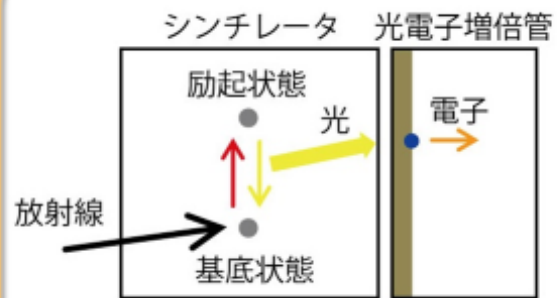 シンチレータ
光電子増倍管
励起状態
光
電子
放射線
基底状態